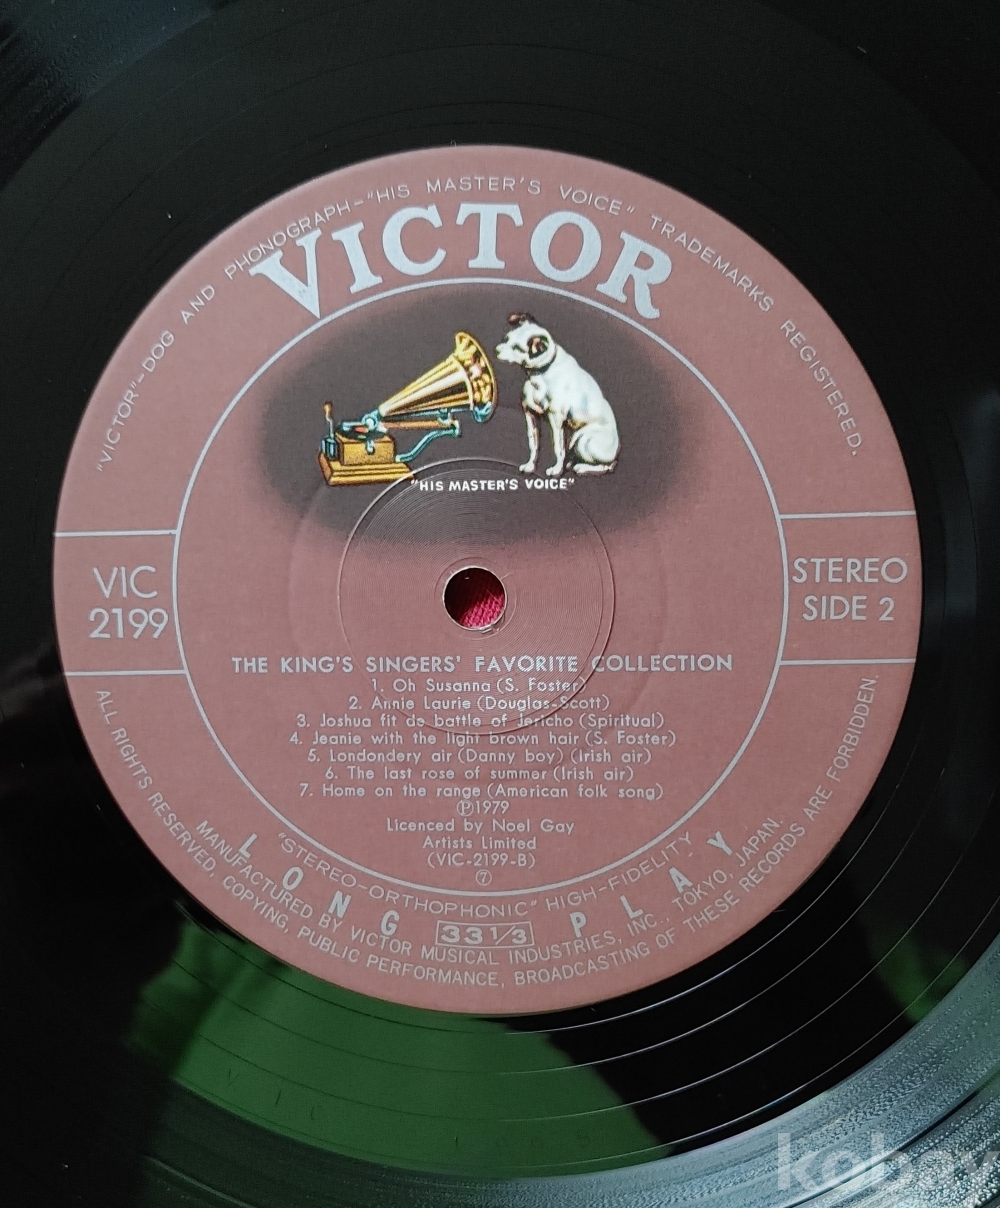 "VICTOR"–DOG AND PHONOGRAPH–"HIS MASTER'S VOICE" TRADEMARKS REGISTERED.
VICTOR
"HIS MASTER'S VOICE"
VIC
2199
STEREO
SIDE 2
THE KING'S SINGERS' FAVORITE COLLECTION
1. Oh Susanna (S. Foster)
2. Annie Laurie (Douglas-Scott)
3. Joshua fit de battle of Jericho (Spiritual)
4. Jeanie with the light brown hair (S. Foster)
5. Londondery air (Danny boy) (Irish air)
6. The last rose of summer (Irish air)
7. Home on the range (American folk song)
Ⓟ1979
Licenced by Noel Gay
Artists Limited
(VIC-2199-B)
⑦
"STEREO-ORTHOPHONIC" HIGH-FIDELITY
LONG 33 1/3 PLAY
MANUFACTURED BY VICTOR MUSICAL INDUSTRIES, INC., TOKYO, JAPAN.
ALL RIGHTS RESERVED, COPYING, PUBLIC PERFORMANCE, BROADCASTING OF THESE RECORDS ARE FORBIDDEN.
kobay